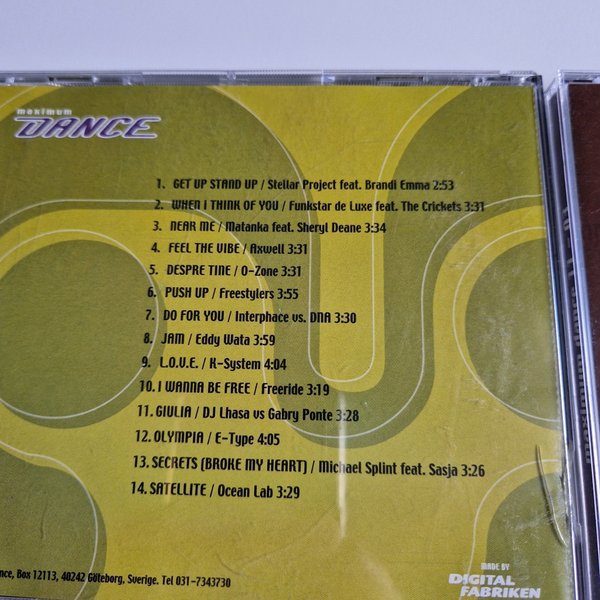 maximum
DANCE
1. GET UP STAND UP / Stellar Project feat. Brandi Emma 2:53
2. WHEN I THINK OF YOU / Funkstar de Luxe feat. The Crickets 3:31
3. NEAR ME / Matanka feat. Sheryl Deane 3:34
4. FEEL THE VIBE / Axwell 3:31
5. DESPRE TINE / O-Zone 3:31
6. PUSH UP / Freestylers 3:55
7. DO FOR YOU / Interphace vs. DNA 3:30
8. JAM / Eddy Wata 3:59
9. L.O.V.E. / K-System 4:04
10. I WANNA BE FREE / Freeride 3:19
11. GIULIA / DJ Lhasa vs Gabry Ponte 3:28
12. OLYMPIA / E-Type 4:05
13. SECRETS (BROKE MY HEART) / Michael Splint feat. Sasja 3:26
14. SATELLITE / Ocean Lab 3:29
nce, Box 12113, 40242 Göteborg, Sverige. Tel 031-7343730
MADE BY
DIGITAL
FABRIKEN